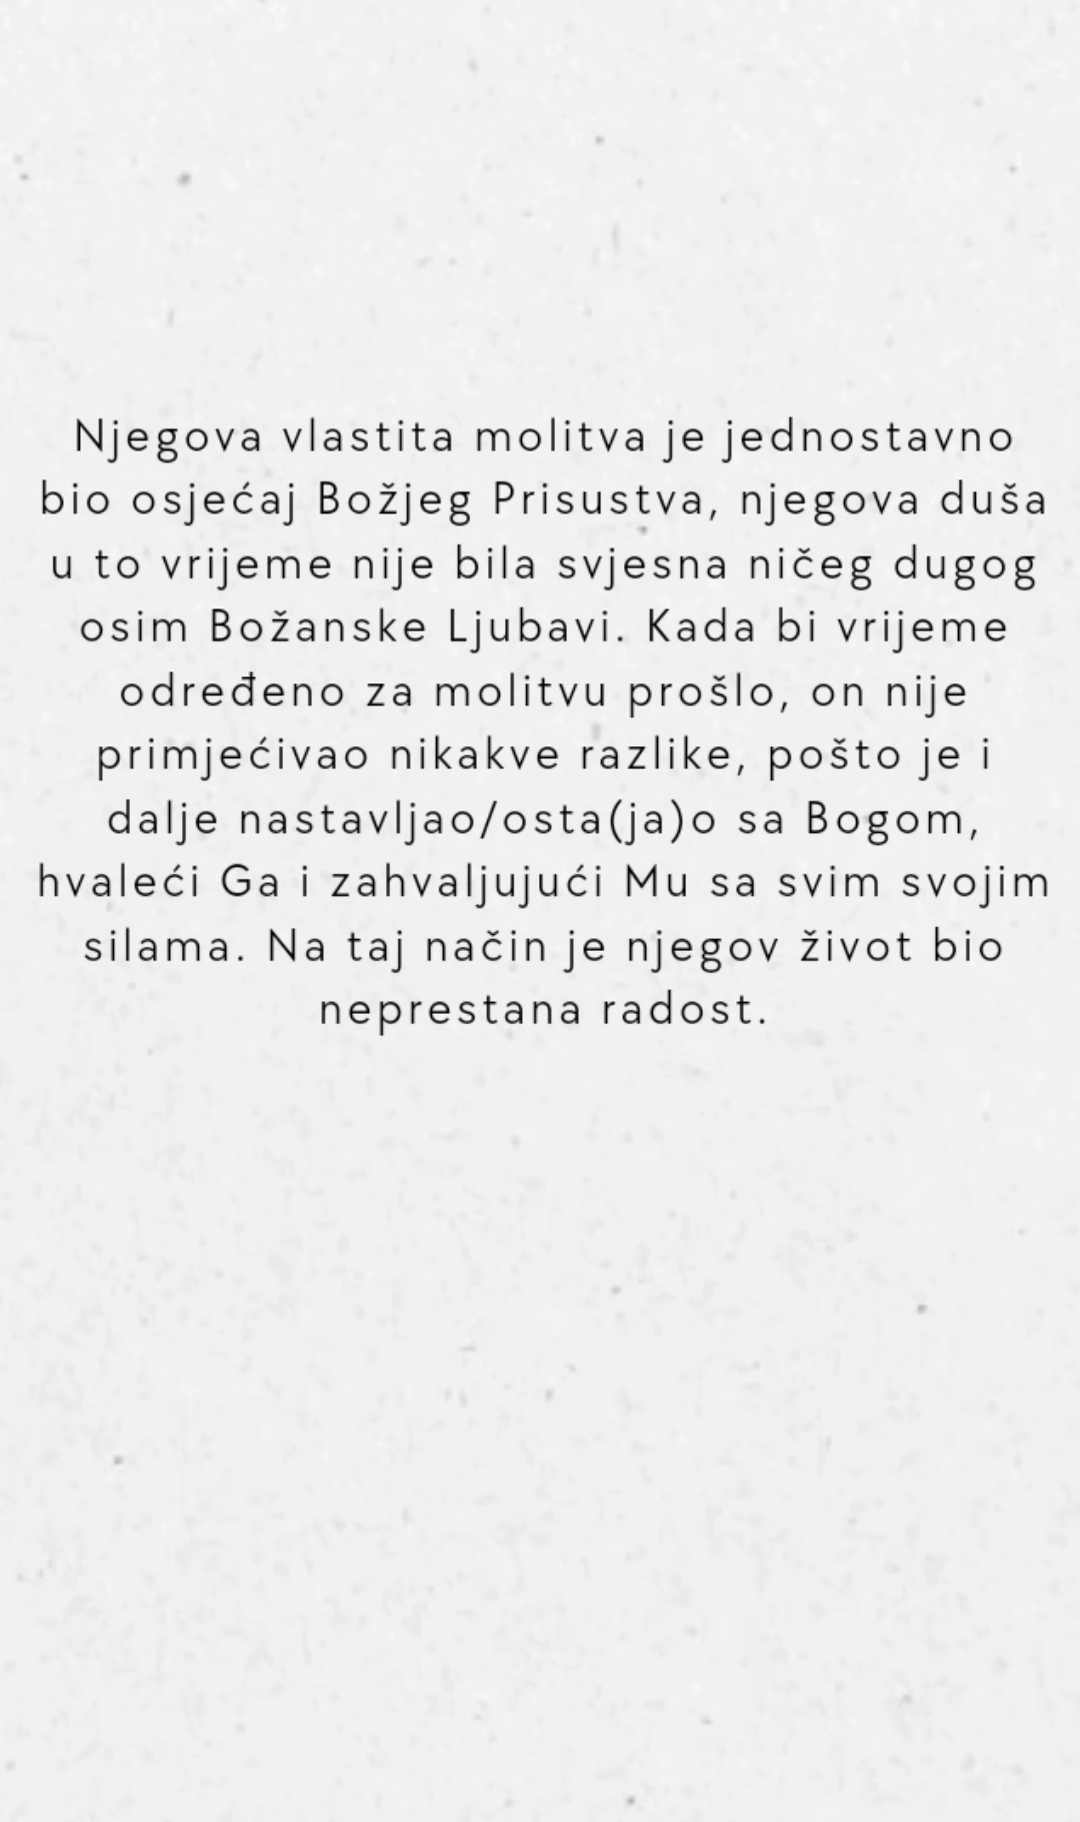 Njegova vlastita molitva je jednostavno
bio osjećaj Božjeg Prisustva, njegova duša
u to vrijeme nije bila svjesna ničeg dugog
osim Božanske Ljubavi. Kada bi vrijeme
određeno za molitvu prošlo, on nije
primjećivao nikakve razlike, pošto je i
dalje nastavljao/osta(ja)o sa Bogom,
hvaleći Ga i zahvaljujući Mu sa svim svojim
silama. Na taj način je njegov život bio
neprestana radost.